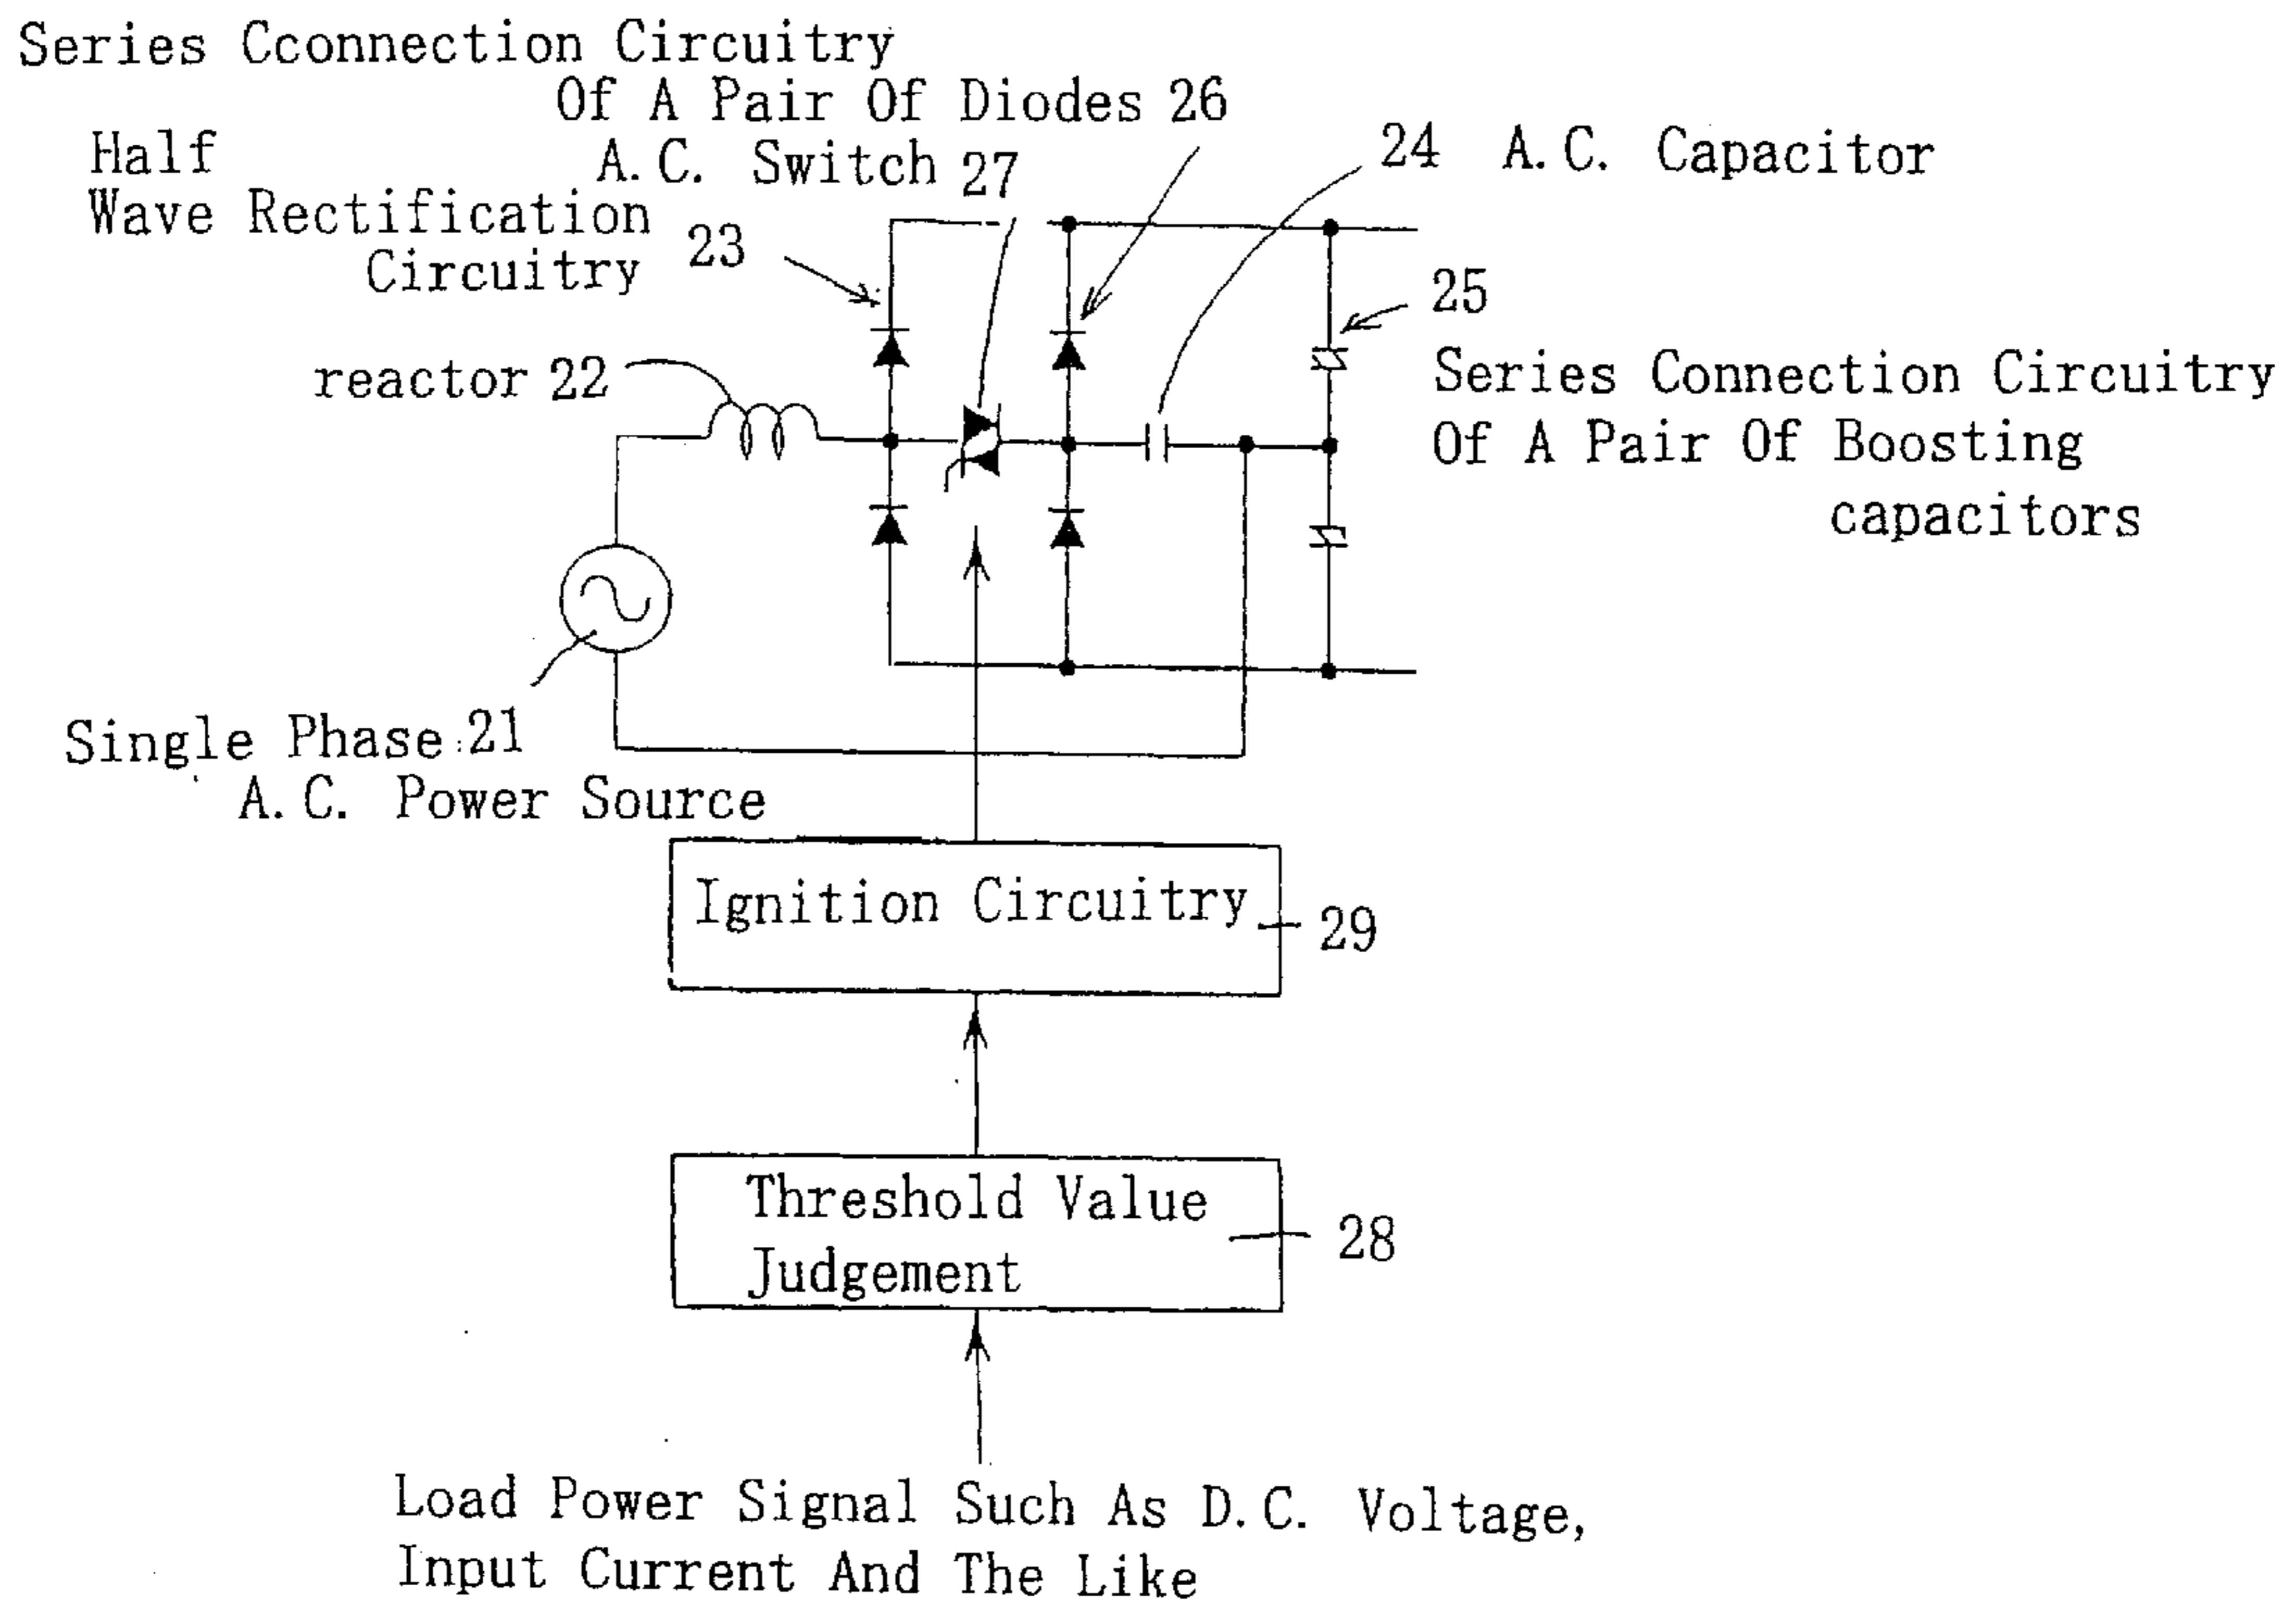 Series Cconnection Circuitry
Of A Pair Of Diodes 26
Half
A.C. Switch 27
24 A.C. Capacitor
Wave Rectification
Circuitry 23
25
reactor 22
Series Connection Circuitry
Of A Pair Of Boosting
capacitors
Single Phase 21
A.C. Power Source
Ignition Circuitry
29
Threshold Value
Judgement
28
Load Power Signal Such As D.C. Voltage,
Input Current And The Like